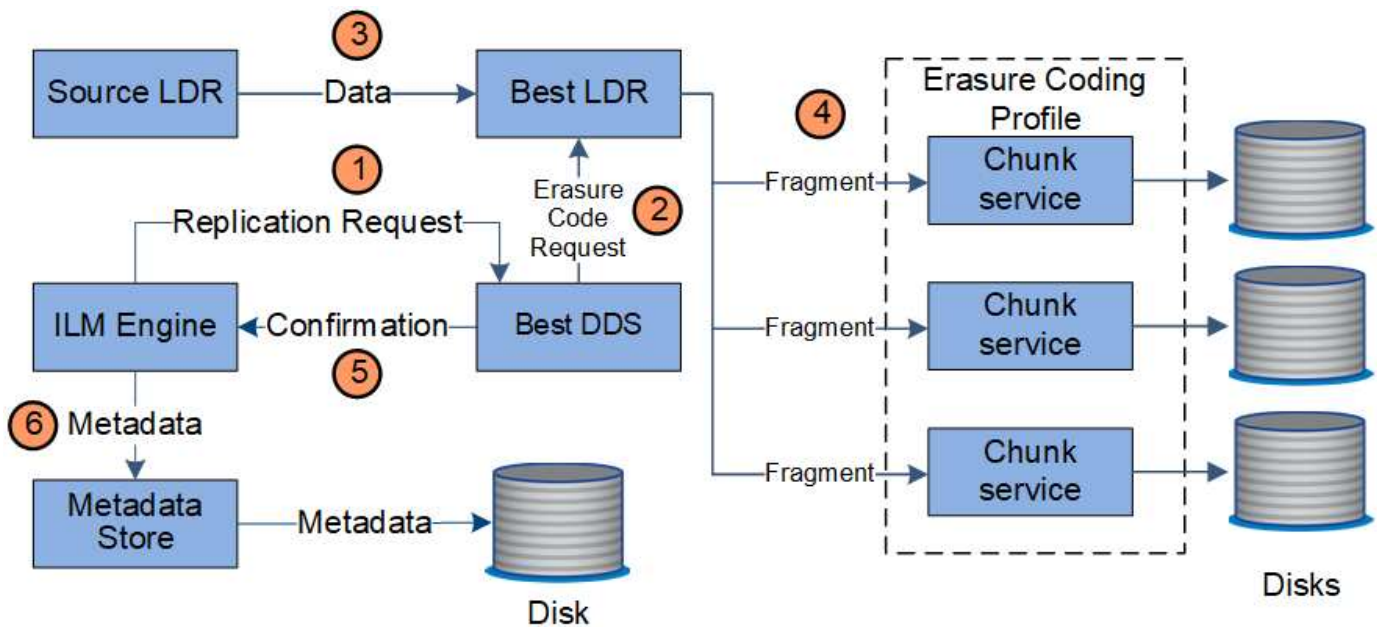 3
Source LDR
Data
Best LDR
Erasure Coding
Profile
4
1
Replication Request
Erasure
Code
Request
2
Fragment
Chunk
service
ILM Engine
Confirmation
5
Best DDS
Fragment
Chunk
service
6
Metadata
Metadata
Store
Metadata
Disk
Fragment
Chunk
service
Disks